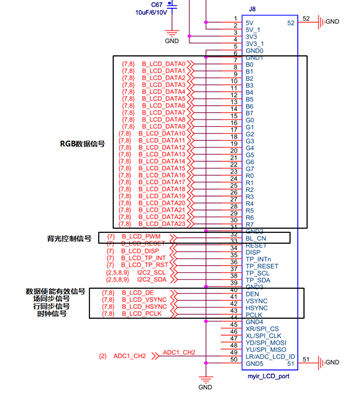 C67
10uF/6/10V
GND
J8
1 5V 52 GND
2 5V_1
3 3V3
4 3V3_1
5 GND0
6 GND1
(7,8) B_LCD_DATA0 7 B0
(7,8) B_LCD_DATA1 8 B1
(7,8) B_LCD_DATA2 9 B2
(7,8) B_LCD_DATA3 10 B3
(7,8) B_LCD_DATA4 11 B4
(7,8) B_LCD_DATA5 12 B5
(7,8) B_LCD_DATA6 13 B6
(7,8) B_LCD_DATA7 14 B7
(7,8) B_LCD_DATA8 15 G0
(7,8) B_LCD_DATA9 16 G1
(7,8) B_LCD_DATA10 17 G2
(7,8) B_LCD_DATA11 18 G3
RGB数据信号
(7,8) B_LCD_DATA12 19 G4
(7,8) B_LCD_DATA13 20 G5
(7,8) B_LCD_DATA14 21 G6
(7,8) B_LCD_DATA15 22 G7
(7,8) B_LCD_DATA16 23 R0
(7,8) B_LCD_DATA17 24 R1
(7,8) B_LCD_DATA18 25 R2
(7,8) B_LCD_DATA19 26 R3
(7,8) B_LCD_DATA20 27 R4
(7,8) B_LCD_DATA21 28 R5
(7,8) B_LCD_DATA22 29 R6
(7,8) B_LCD_DATA23 30 R7
31 GND2
背光控制信号 (7) B_LCD_PWM 32 BL_CN
B_LCD_RESET 33 RESET
(7) B_LCD_DISP 34 DISP
(7) B_LCD_TP_INT 35 TP_INTn
(7) B_LCD_TP_RST 36 TP_RESET
(2,5,8,9) I2C2_SCL 37 TP_SCL
(2,5,8,9) I2C2_SDA 38 TP_SDA
39 GND3
数据使能有效信号 (7,8) B_LCD_DE 40 DEN
场同步信号 (7,8) B_LCD_VSYNC 41 VSYNC
行同步信号 (7,8) B_LCD_HSYNC 42 HSYNC
时钟信号 (7,8) B_LCD_PCLK 43 PCLK
44 GND4
45 XR/SPI_CS
46 XL/SPI_CLK
47 YD/SPI_MOSI
48 YU/SPI_MISO
(2) ADC1_CH2 ADC1_CH2 49 LR/ADC_LCD_ID
50 GND5 51 GND
myir_LCD_port
GND